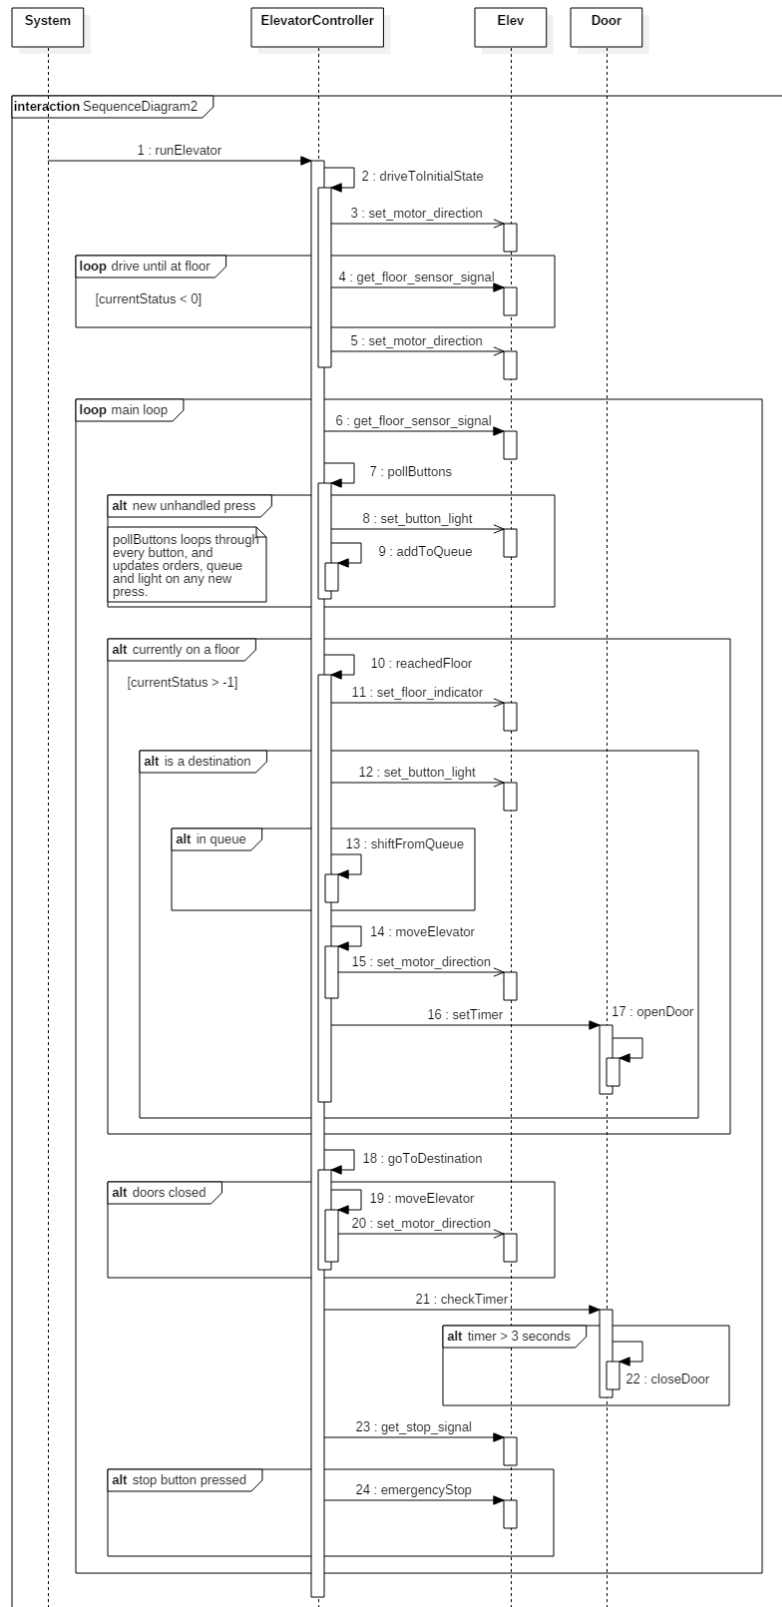 System
ElevatorController
Elev
Door
interaction SequenceDiagram2
1 : runElevator
2 : driveToInitialState
3 : set_motor_direction
loop drive until at floor
4 : get_floor_sensor_signal
[currentStatus < 0]
5 : set_motor_direction
loop main loop
6 : get_floor_sensor_signal
7 : pollButtons
alt new unhandled press
8 : set_button_light
pollButtons loops through
every button, and
updates orders, queue
and light on any new
press.
9 : addToQueue
alt currently on a floor
10 : reachedFloor
[currentStatus > -1]
11 : set_floor_indicator
alt is a destination
12 : set_button_light
alt in queue
13 : shiftFromQueue
14 : moveElevator
15 : set_motor_direction
16 : setTimer
17 : openDoor
18 : goToDestination
alt doors closed
19 : moveElevator
20 : set_motor_direction
21 : checkTimer
alt timer > 3 seconds
22 : closeDoor
23 : get_stop_signal
alt stop button pressed
24 : emergencyStop